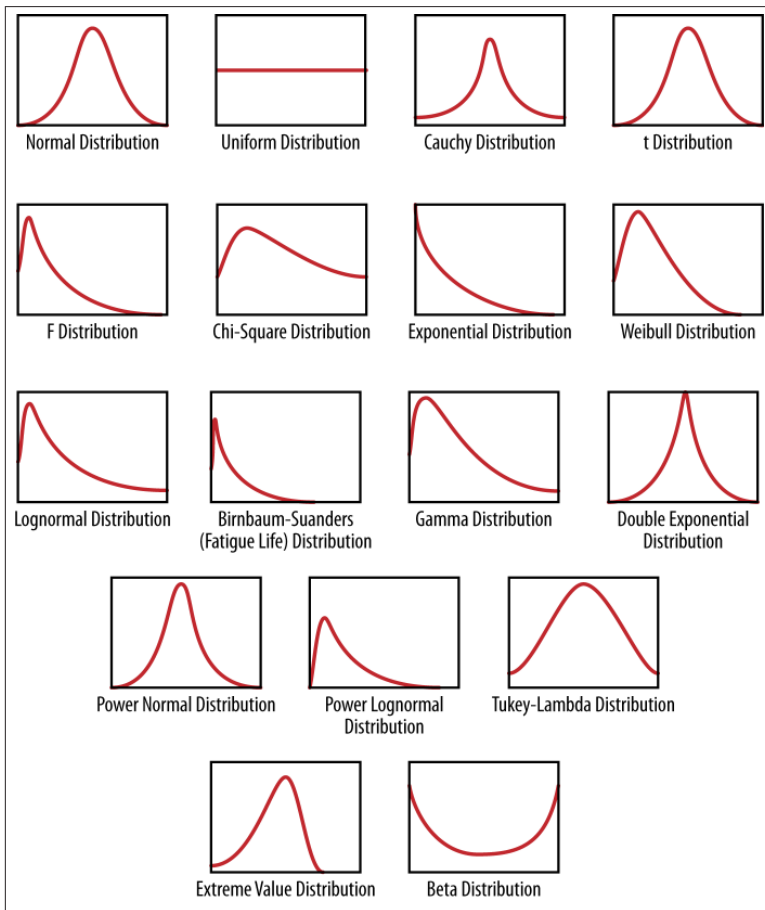 Normal Distribution
Uniform Distribution
Cauchy Distribution
t Distribution
F Distribution
Chi-Square Distribution
Exponential Distribution
Weibull Distribution
Lognormal Distribution
Birnbaum-Suanders
(Fatigue Life) Distribution
Gamma Distribution
Double Exponential
Distribution
Power Normal Distribution
Power Lognormal
Distribution
Tukey-Lambda Distribution
Extreme Value Distribution
Beta Distribution